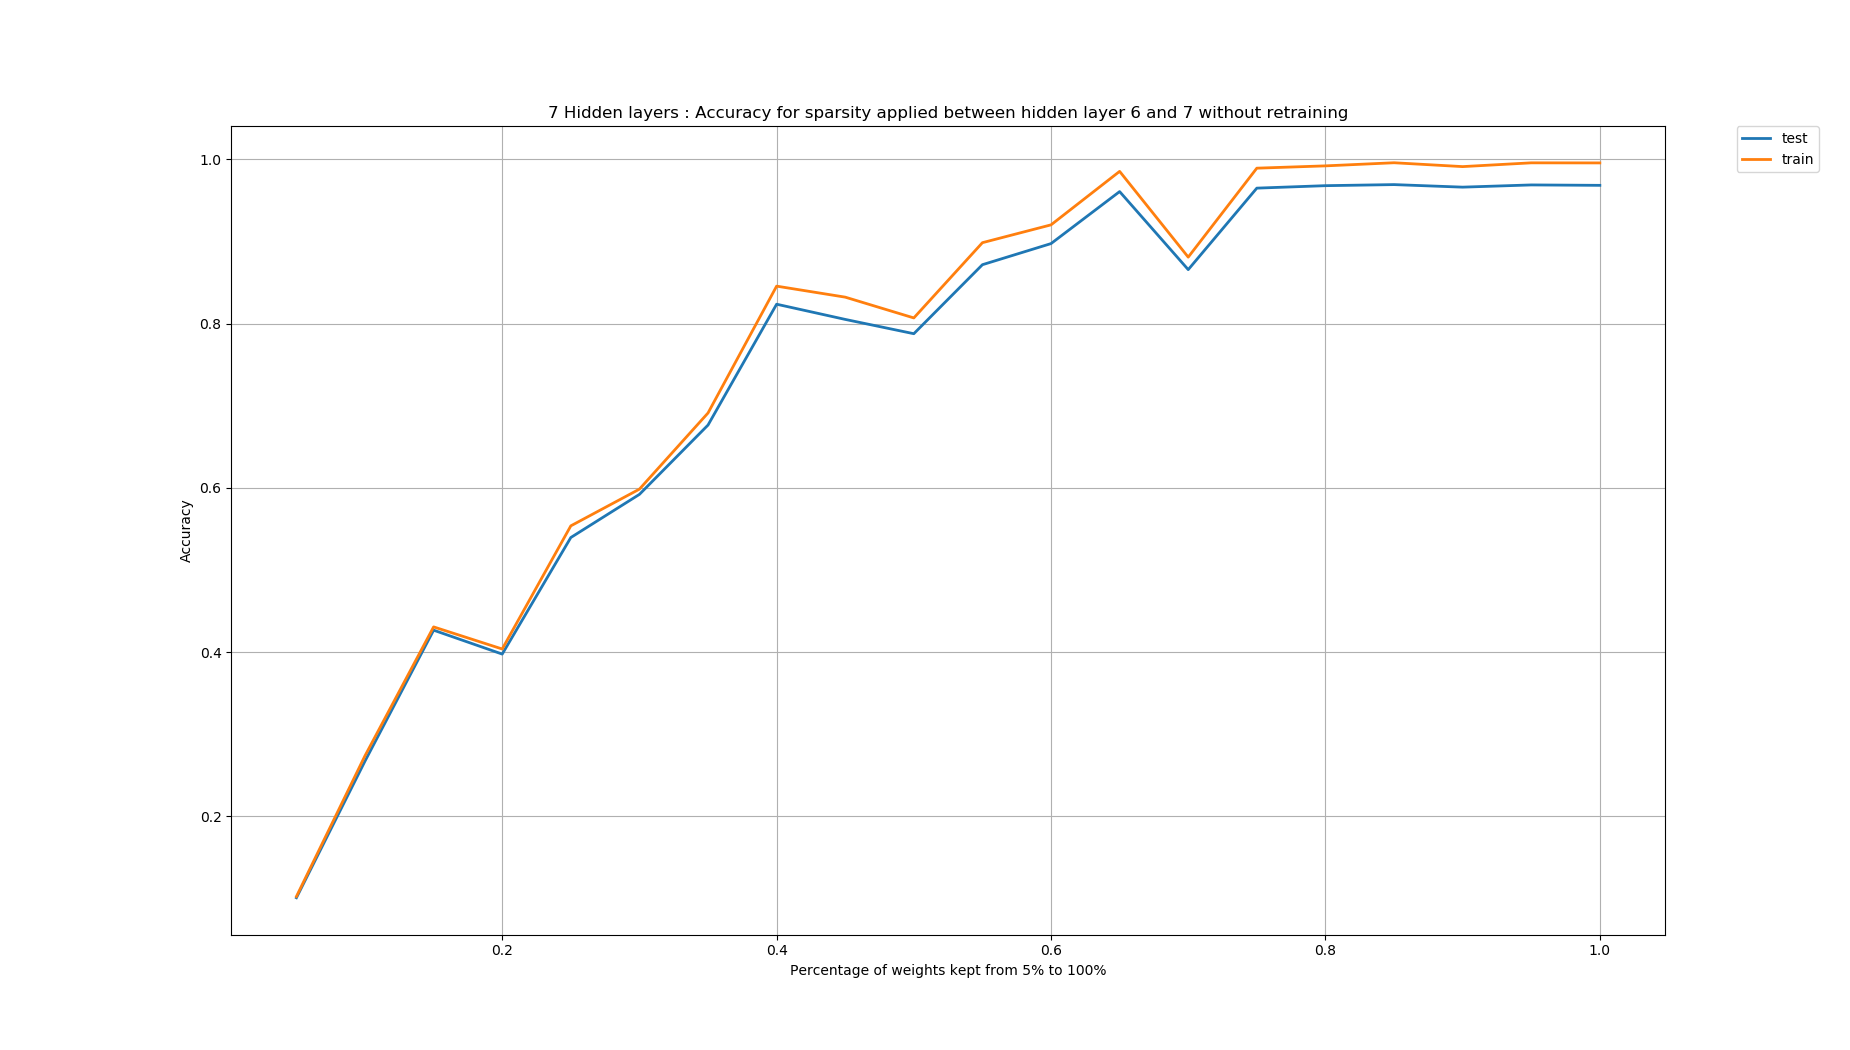 7 Hidden layers : Accuracy for sparsity applied between hidden layer 6 and 7 without retraining
test
train
1.0
0.8
0.6
0.4
0.2
Accuracy
0.2 0.4 0.6 0.8 1.0
Percentage of weights kept from 5% to 100%